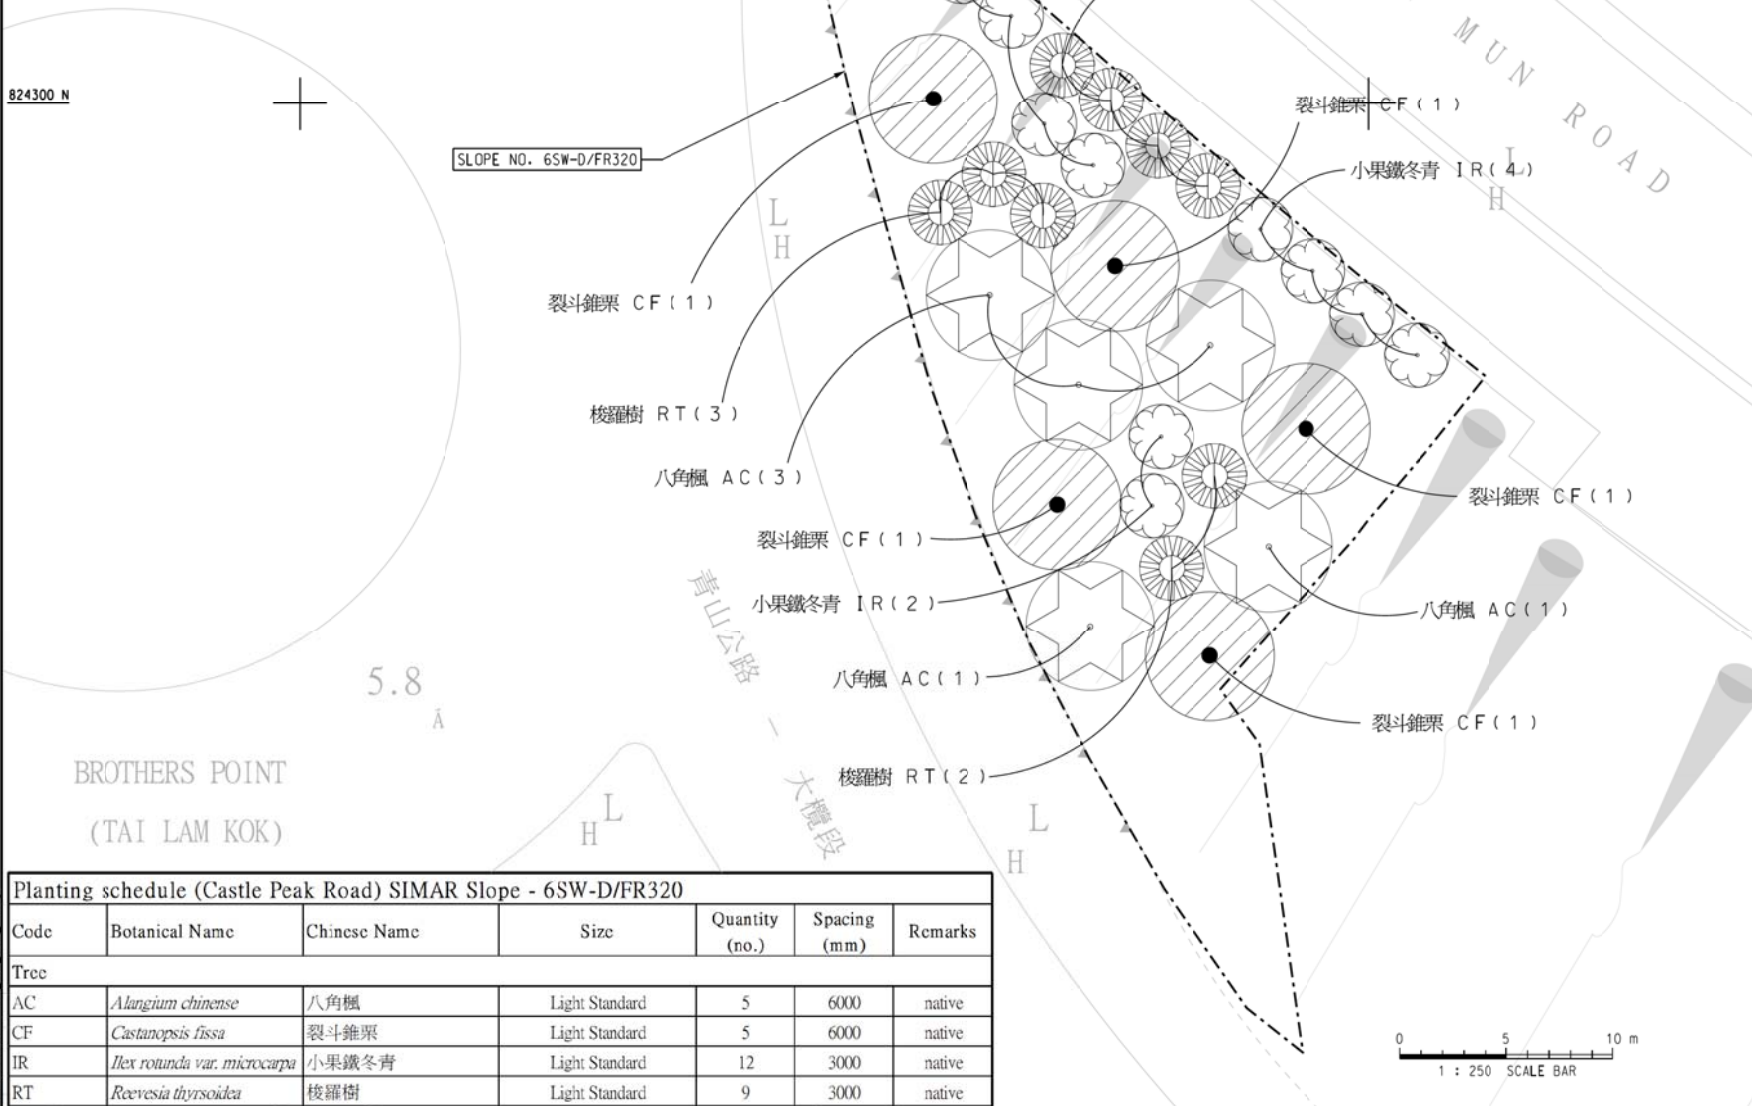 MUN ROAD
824300 N
裂斗錐栗 CF(1)
SLOPE NO. 6SW-D/FR320
小果鐵冬青 IR(4)
L
H
L
H
裂斗錐栗 CF(1)
梭羅樹 RT(3)
八角楓 AC(3)
裂斗錐栗 CF(1)
裂斗錐栗 CF(1)
小果鐵冬青 IR(2)
八角楓 AC(1)
青山公路 - 大欖段
八角楓 AC(1)
5.8
Ã
裂斗錐栗 CF(1)
梭羅樹 RT(2)
BROTHERS POINT
(TAI LAM KOK)
L
H
L
H
Planting schedule (Castle Peak Road) SIMAR Slope - 6SW-D/FR320
Code Botanical Name Chinese Name Size Quantity (no.) Spacing (mm) Remarks
Tree
AC Alangium chinense 八角楓 Light Standard 5 6000 native
CF Castanopsis fissa 裂斗錐栗 Light Standard 5 6000 native
IR Ilex rotunda var. microcarpa 小果鐵冬青 Light Standard 12 3000 native
RT Reevesia thyrsoidea 梭羅樹 Light Standard 9 3000 native
0 5 10 m
1 : 250 SCALE BAR